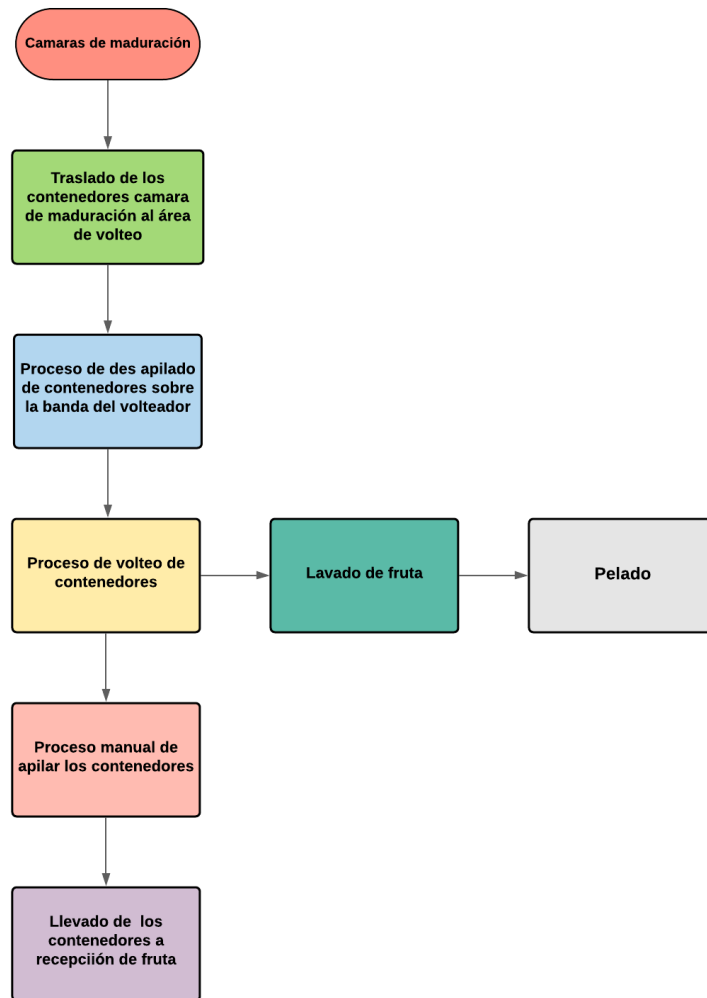 Camaras de maduración
Traslado de los
contenedores camara
de maduración al área
de volteo
Proceso de des apilado
de contenedores sobre
la banda del volteador
Proceso de volteo de
contenedores
Lavado de fruta
Pelado
Proceso manual de
apilar los contenedores
Llevado de  los
contenedores a
recepciión de fruta